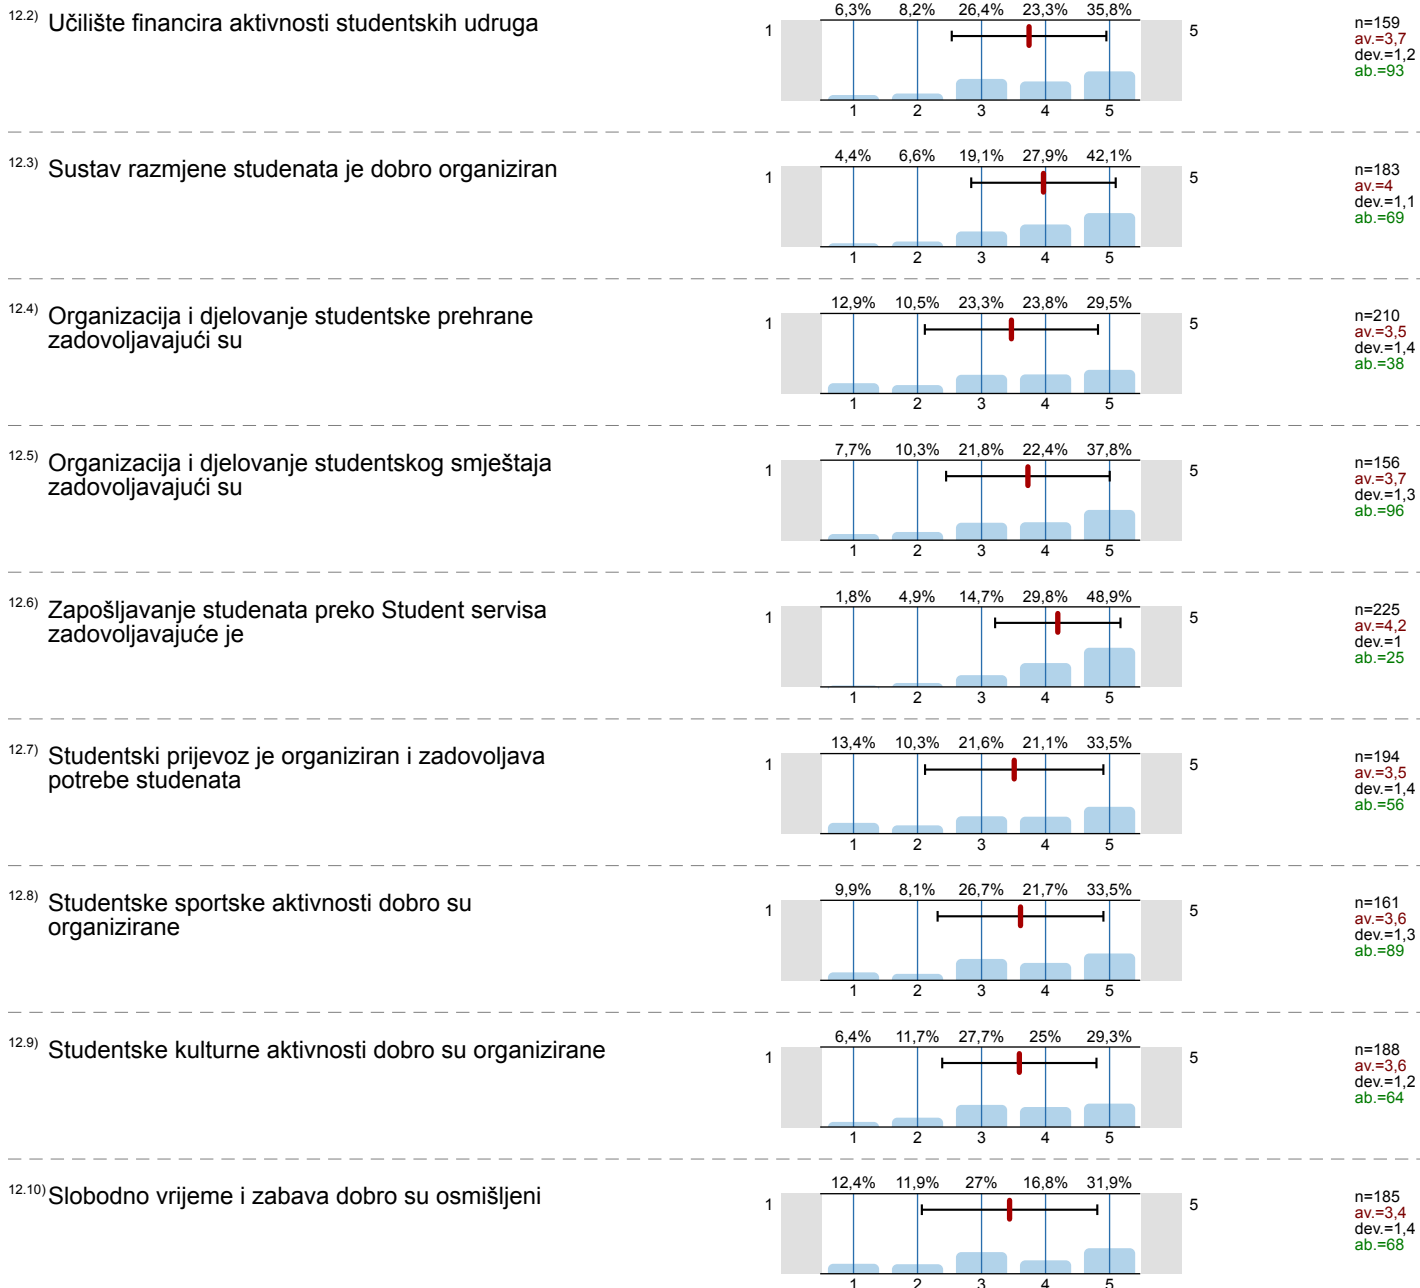 12.2) Učilište financira aktivnosti studentskih udruga
6,3% 8,2% 26,4% 23,3% 35,8%
1 5
1 2 3 4 5
n=159
av.=3,7
dev.=1,2
ab.=93
12.3) Sustav razmjene studenata je dobro organiziran
4,4% 6,6% 19,1% 27,9% 42,1%
1 5
1 2 3 4 5
n=183
av.=4
dev.=1,1
ab.=69
12.4) Organizacija i djelovanje studentske prehrane
zadovoljavajući su
12,9% 10,5% 23,3% 23,8% 29,5%
1 5
1 2 3 4 5
n=210
av.=3,5
dev.=1,4
ab.=38
12.5) Organizacija i djelovanje studentskog smještaja
zadovoljavajući su
7,7% 10,3% 21,8% 22,4% 37,8%
1 5
1 2 3 4 5
n=156
av.=3,7
dev.=1,3
ab.=96
12.6) Zapošljavanje studenata preko Student servisa
zadovoljavajuće je
1,8% 4,9% 14,7% 29,8% 48,9%
1 5
1 2 3 4 5
n=225
av.=4,2
dev.=1
ab.=25
12.7) Studentski prijevoz je organiziran i zadovoljava
potrebe studenata
13,4% 10,3% 21,6% 21,1% 33,5%
1 5
1 2 3 4 5
n=194
av.=3,5
dev.=1,4
ab.=56
12.8) Studentske sportske aktivnosti dobro su
organizirane
9,9% 8,1% 26,7% 21,7% 33,5%
1 5
1 2 3 4 5
n=161
av.=3,6
dev.=1,3
ab.=89
12.9) Studentske kulturne aktivnosti dobro su organizirane
6,4% 11,7% 27,7% 25% 29,3%
1 5
1 2 3 4 5
n=188
av.=3,6
dev.=1,2
ab.=64
12.10) Slobodno vrijeme i zabava dobro su osmišljeni
12,4% 11,9% 27% 16,8% 31,9%
1 5
1 2 3 4 5
n=185
av.=3,4
dev.=1,4
ab.=68